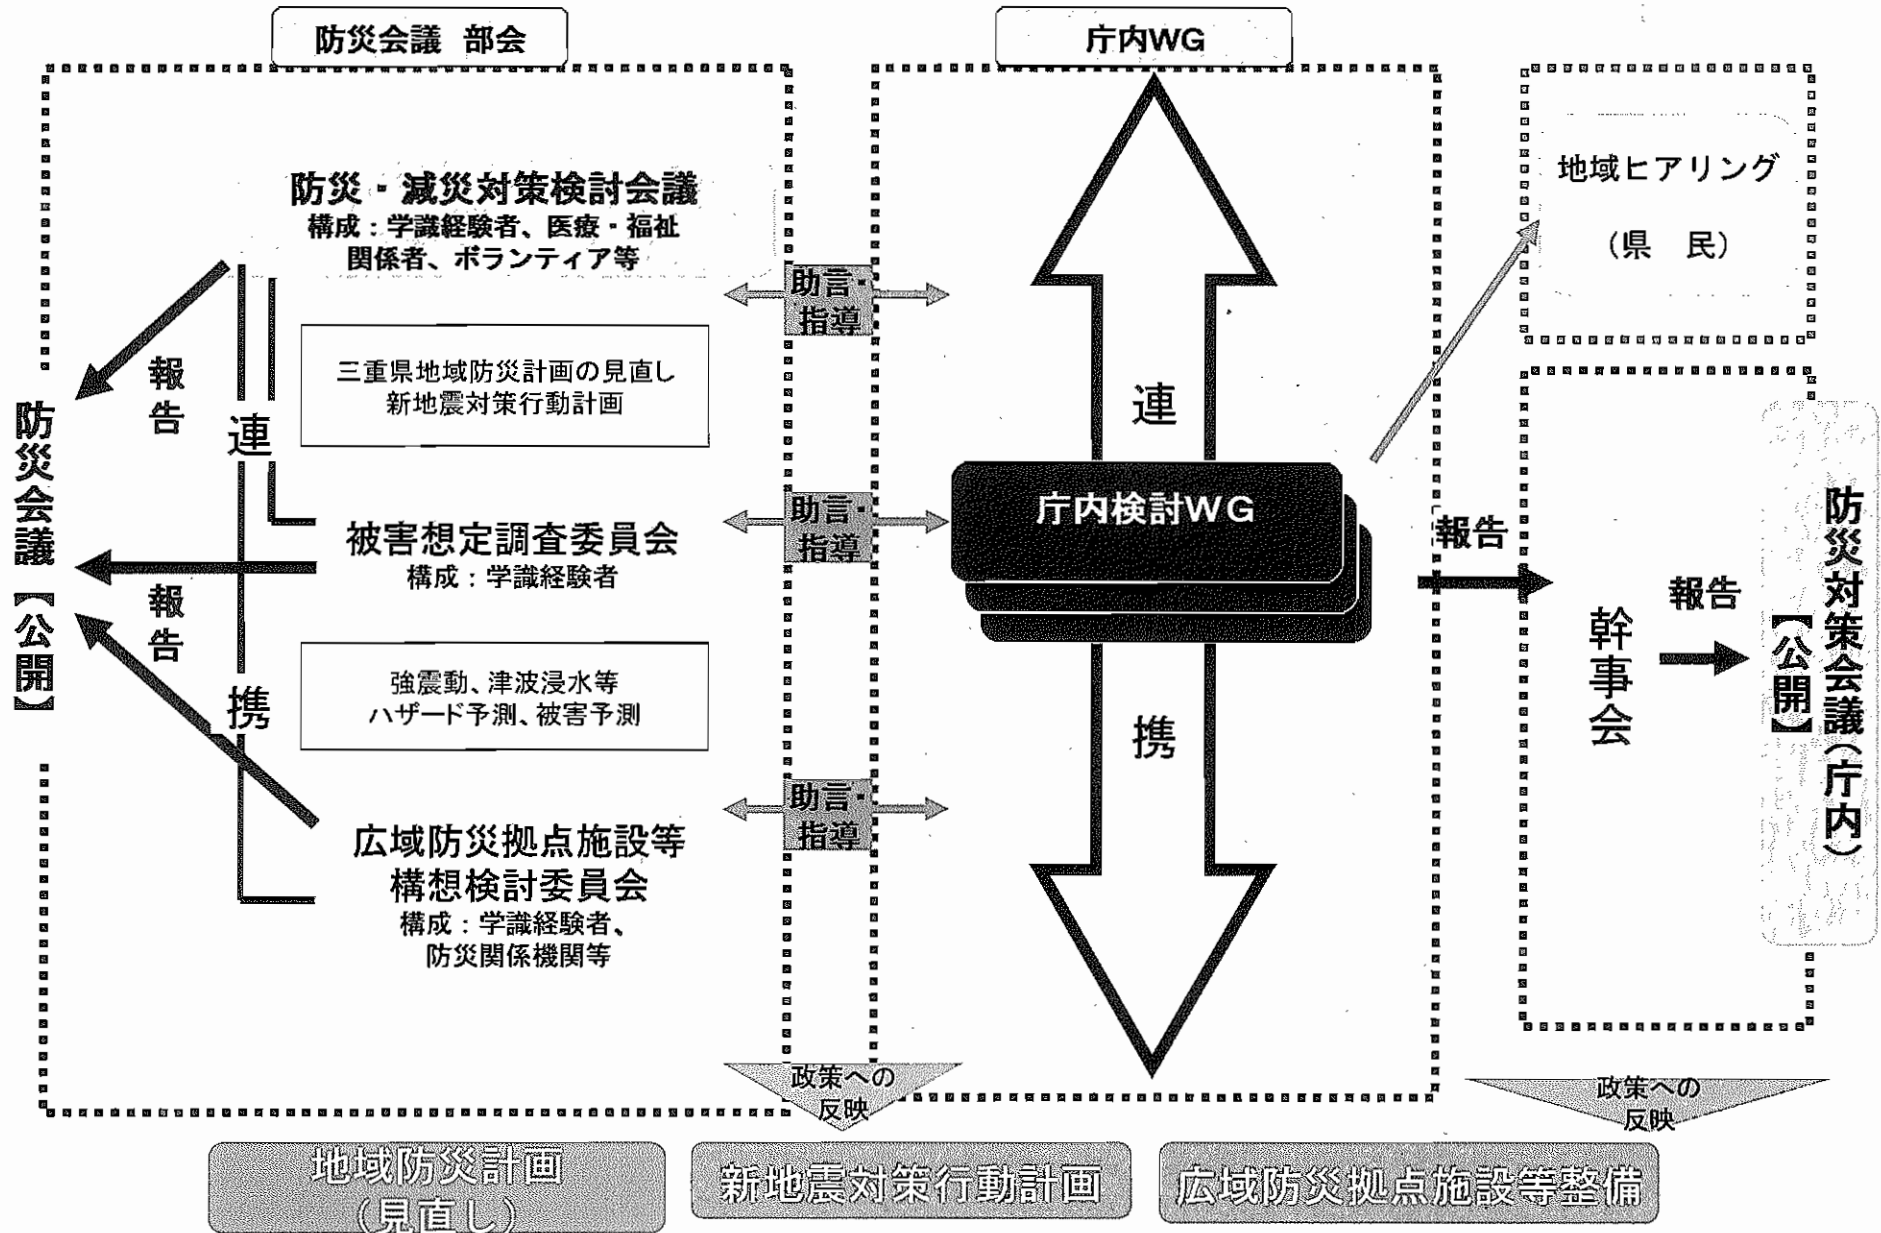 防災会議 部会
防災・減災対策検討会議
構成：学識経験者、医療・福祉
関係者、ボランティア等
三重県地域防災計画の見直し
新地震対策行動計画
被害想定調査委員会
構成：学識経験者
強震動、津波浸水等
ハザード予測、被害予測
広域防災拠点施設等
構想検討委員会
構成：学識経験者、
防災関係機関等
報告
報告
連携
防災会議【公開】
助言・
指導
助言・
指導
助言・
指導
庁内WG
連
庁内検討WG
携
地域ヒアリング
（県　民）
報告
幹事会
報告
防災対策会議（庁内）
【公開】
政策への
反映
政策への
反映
地域防災計画
（見直し）
新地震対策行動計画
広域防災拠点施設等整備